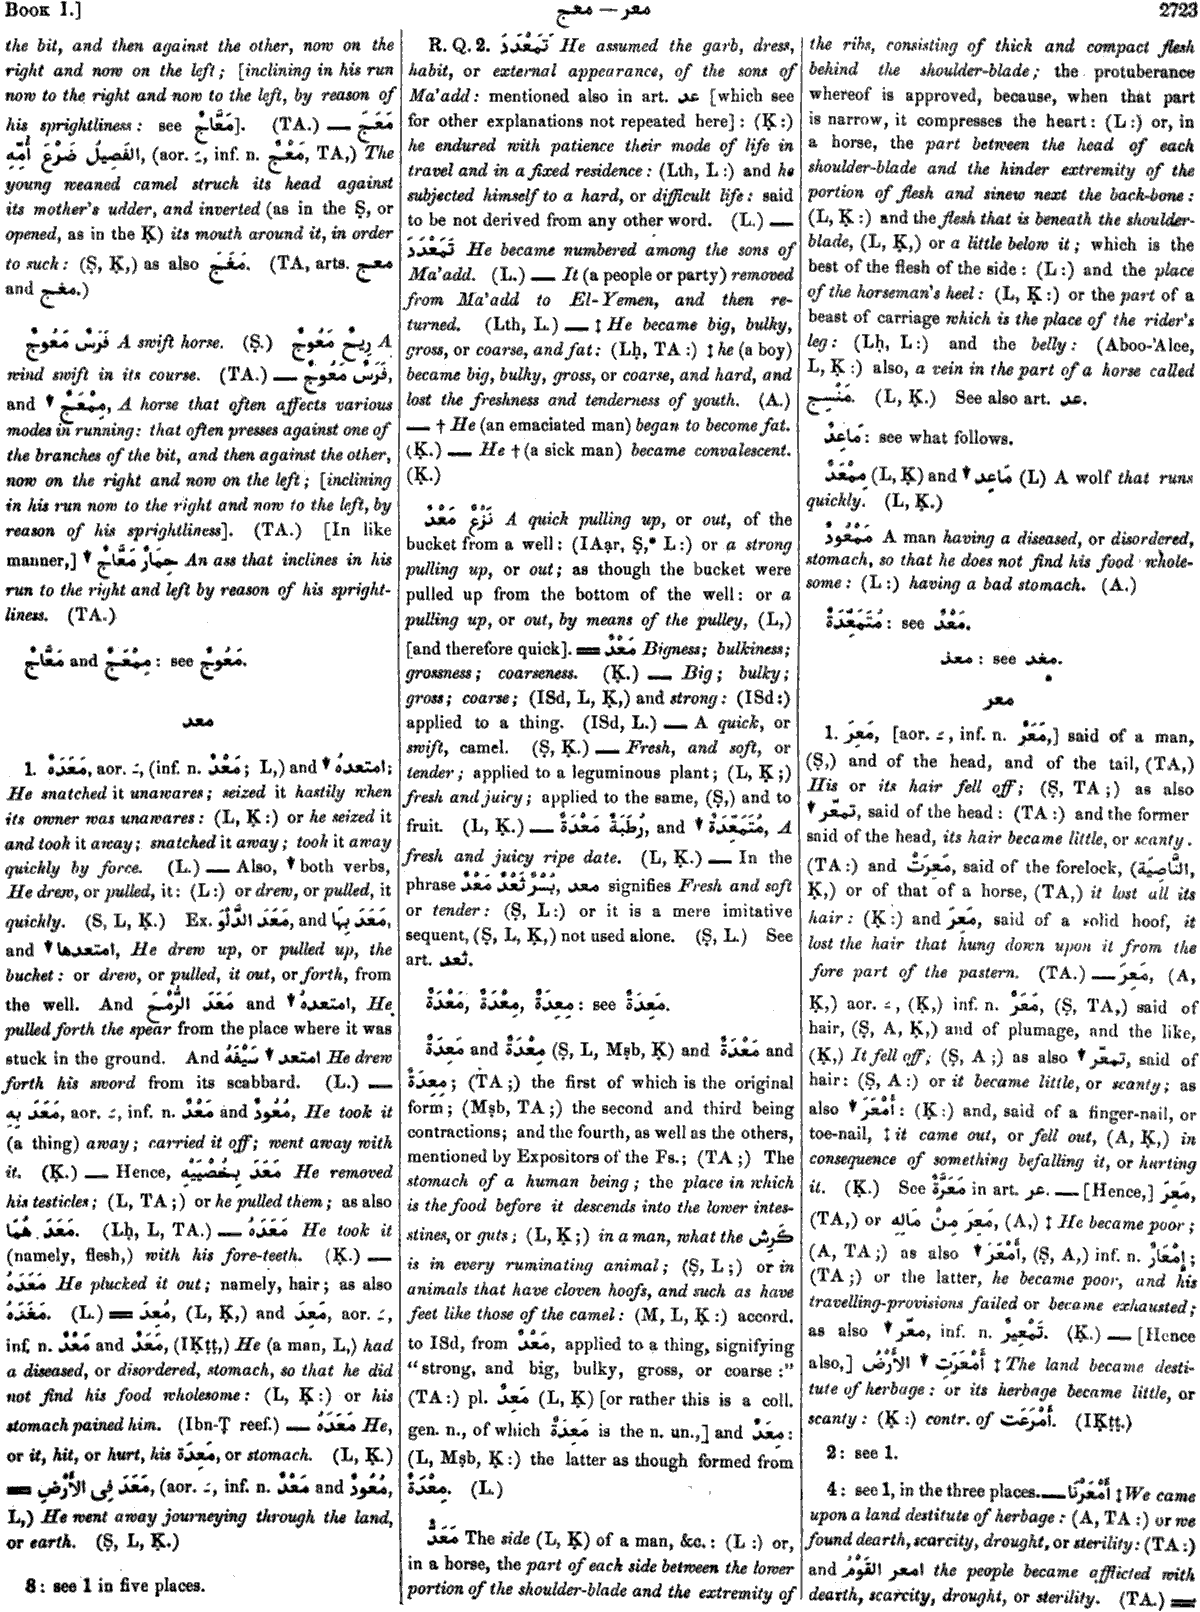 Book I.]
معر — معج
2723
the bit, and then against the other, now on the
right and now on the left; [inclining in his run
now to the right and now to the left, by reason of
his sprightliness: see مَعَّاجٌ]. (TA.) — مَعَجَ
الفَصِيلُ ضَرْعَ أُمِّهِ, (aor. ـَ, inf. n. مَعْجٌ, TA,) The
young weaned camel struck its head against
its mother's udder, and inverted (as in the Ṣ, or
opened, as in the Ḳ) its mouth around it, in order
to suck: (Ṣ, Ḳ,) as also مَغَجَ. (TA, arts. معج
and مغج.)
فَرَسٌ مَعُوجٌ A swift horse. (Ṣ.) رِيحٌ مَعُوجٌ A
wind swift in its course. (TA.) — فَرَسٌ مَعُوجٌ,
and ▼ مِمْعَجٌ, A horse that often affects various
modes in running: that often presses against one of
the branches of the bit, and then against the other,
now on the right and now on the left; [inclining
in his run now to the right and now to the left, by
reason of his sprightliness]. (TA.) [In like
manner,] ▼ حِمَارٌ مَعَّاجٌ An ass that inclines in his
run to the right and left by reason of his spright-
liness. (TA.)
مَعَّاجٌ and مِمْعَجٌ: see مَعُوجٌ.
معد
1. مَعَدَهُ, aor. ـَ, (inf. n. مَعْدٌ; L,) and ▼ امتعدهُ;
He snatched it unawares; seized it hastily when
its owner was unawares: (L, Ḳ:) or he seized it
and took it away; snatched it away; took it away
quickly by force. (L.) — Also, ▼ both verbs,
He drew, or pulled, it: (L:) or drew, or pulled, it
quickly. (S, L, Ḳ.) Ex. مَعَدَ الدَّلْوَ, and مَعَدَ بِهَا,
and ▼ امتعدها, He drew up, or pulled up, the
bucket: or drew, or pulled, it out, or forth, from
the well. And مَعَدَ الرُّمْحَ and ▼ امتعدهُ, He
pulled forth the spear from the place where it was
stuck in the ground. And امتعد ▼ سَيْفَهُ He drew
forth his sword from its scabbard. (L.) —
مَعَدَ بِهِ, aor. ـَ, inf. n. مَعْدٌ and مُعُودٌ, He took it
(a thing) away; carried it off; went away with
it. (Ḳ.) — Hence, مَعَدَ بِخُصْيَيْهِ He removed
his testicles; (L, TA;) or he pulled them; as also
مَعَدَ هُمَا. (Lḥ, L, TA.) — مَعَدَهُ He took it
(namely, flesh,) with his fore-teeth. (Ḳ.) —
مَعَدَهُ He plucked it out; namely, hair; as also
مَغَدَهُ. (L.) = مُعِدَ, (L, Ḳ,) and مَعِدَ, aor. ـَ,
inf. n. مَعْدٌ and مَعَدٌ, (IḲṭṭ,) He (a man, L,) had
a diseased, or disordered, stomach, so that he did
not find his food wholesome: (L, Ḳ:) or his
stomach pained him. (Ibn-Ṭ reef.) — مَعَدَهُ He,
or it, hit, or hurt, his مَعِدَة, or stomach. (L, Ḳ.)
= مَعَدَ فِى الأَرْضِ, (aor. ـَ, inf. n. مَعْدٌ and مُعُودٌ,
L,) He went away journeying through the land,
or earth. (Ṣ, L, Ḳ.)
8: see 1 in five places.
R. Q. 2. تَمَعْدَدَ He assumed the garb, dress,
habit, or external appearance, of the sons of
Ma'add: mentioned also in art. عد [which see
for other explanations not repeated here]: (Ḳ:)
he endured with patience their mode of life in
travel and in a fixed residence: (Lth, L:) and he
subjected himself to a hard, or difficult life: said
to be not derived from any other word. (L.) —
تَمَعْدَدَ He became numbered among the sons of
Ma'add. (L.) — It (a people or party) removed
from Ma'add to El-Yemen, and then re-
turned. (Lth, L.) — ‡ He became big, bulky,
gross, or coarse, and fat: (Lḥ, TA:) ‡ he (a boy)
became big, bulky, gross, or coarse, and hard, and
lost the freshness and tenderness of youth. (A.)
— † He (an emaciated man) began to become fat.
(Ḳ.) — He † (a sick man) became convalescent.
(Ḳ.)
نَزْعٌ مَعْدٌ A quick pulling up, or out, of the
bucket from a well: (IAạr, Ṣ,* L:) or a strong
pulling up, or out; as though the bucket were
pulled up from the bottom of the well: or a
pulling up, or out, by means of the pulley, (L,)
[and therefore quick]. = مَعْدٌ Bigness; bulkiness;
grossness; coarseness. (Ḳ.) — Big; bulky;
gross; coarse; (ISd, L, Ḳ,) and strong: (ISd:)
applied to a thing. (ISd, L.) — A quick, or
swift, camel. (Ṣ, Ḳ.) — Fresh, and soft, or
tender; applied to a leguminous plant; (L, Ḳ;)
fresh and juicy; applied to the same, (Ṣ,) and to
fruit. (L, Ḳ.) — رُطَبَةٌ مَعْدَةٌ, and ▼ مُتَمَعِّدَةٌ, A
fresh and juicy ripe date. (L, Ḳ.) — In the
phrase بُسْرٌ ثَعْدٌ مَعْدٌ, معد signifies Fresh and soft
or tender: (Ṣ, L:) or it is a mere imitative
sequent, (Ṣ, L, Ḳ,) not used alone. (Ṣ, L.) See
art. ثعد.
مَعْدَةٌ, مِعْدَةٌ, مِعِدَةٌ: see مَعِدَةٌ.
مَعِدَةٌ and مِعْدَةٌ (Ṣ, L, Mṣb, Ḳ) and مَعْدَةٌ and
مِعِدَةٌ; (TA;) the first of which is the original
form; (Mṣb, TA;) the second and third being
contractions; and the fourth, as well as the others,
mentioned by Expositors of the Fs.; (TA;) The
stomach of a human being; the place in which
is the food before it descends into the lower intes-
stines, or guts; (L, Ḳ;) in a man, what the كَرِش
is in every ruminating animal; (Ṣ, L;) or in
animals that have cloven hoofs, and such as have
feet like those of the camel: (M, L, Ḳ:) accord.
to ISd, from مَعْدٌ, applied to a thing, signifying
"strong, and big, bulky, gross, or coarse:"
(TA:) pl. مَعِدٌ (L, Ḳ) [or rather this is a coll.
gen. n., of which مَعِدَةٌ is the n. un.,] and مِعَدٌ:
(L, Mṣb, Ḳ:) the latter as though formed from
مِعْدَةٌ. (L.)
مَعَدٌّ The side (L, Ḳ) of a man, &c.: (L:) or,
in a horse, the part of each side between the lower
portion of the shoulder-blade and the extremity of
the ribs, consisting of thick and compact flesh
behind the shoulder-blade; the protuberance
whereof is approved, because, when that part
is narrow, it compresses the heart: (L:) or, in
a horse, the part between the head of each
shoulder-blade and the hinder extremity of the
portion of flesh and sinew next the back-bone:
(L, Ḳ:) and the flesh that is beneath the shoulder-
blade, (L, Ḳ,) or a little below it; which is the
best of the flesh of the side: (L:) and the place
of the horseman's heel: (L, Ḳ:) or the part of a
beast of carriage which is the place of the rider's
leg: (Lḥ, L:) and the belly: (Aboo-'Alee,
L, Ḳ:) also, a vein in the part of a horse called
مَنْسِج. (L, Ḳ.) See also art. عد.
مَاعِدٌ: see what follows.
مِمْعَدٌ (L, Ḳ) and ▼ مَاعِد (L) A wolf that runs
quickly. (L, Ḳ.)
مَمْعُودٌ A man having a diseased, or disordered,
stomach, so that he does not find his food whole-
some: (L:) having a bad stomach. (A.)
مُتَمَعِّدَةٌ: see مَعْدٌ.
معذ: see مغد.
معر
1. مَعِرَ, [aor. ـَ, inf. n. مَعَرٌ,] said of a man,
(Ṣ,) and of the head, and of the tail, (TA,)
His or its hair fell off; (Ṣ, TA;) as also
▼ تمعّر, said of the head: (TA:) and the former
said of the head, its hair became little, or scanty.
(TA:) and مَعِرَتْ, said of the forelock, (النَّاصِيَة,
Ḳ,) or of that of a horse, (TA,) it lost all its
hair: (Ḳ:) and مَعِرَ, said of a solid hoof, it
lost the hair that hung down upon it from the
fore part of the pastern. (TA.) — مَعِرَ, (A,
Ḳ,) aor. ـَ, (Ḳ,) inf. n. مَعَرٌ, (Ṣ, TA,) said of
hair, (Ṣ, A, Ḳ,) and of plumage, and the like,
(Ḳ,) It fell off; (Ṣ, A;) as also ▼ تمعّر, said of
hair: (Ṣ, A:) or it became little, or scanty; as
also ▼ أَمْعَرَ: (Ḳ:) and, said of a finger-nail, or
toe-nail, ‡ it came out, or fell out, (A, Ḳ,) in
consequence of something befalling it, or hurting
it. (Ḳ.) See مَعَرَّةٌ in art. عر. — [Hence,] مَعِرَ,
(TA,) or مَعِرَ مِنْ مَالِهِ, (A,) ‡ He became poor;
(A, TA;) as also ▼ أَمْعَرَ, (Ṣ, A,) inf. n. إِمْعَارٌ;
(TA;) or the latter, he became poor, and his
travelling-provisions failed or became exhausted;
as also ▼ معّر, inf. n. تَمْعِيرٌ. (Ḳ.) — [Hence
also,] أَمْعَرَتِ ▼ الأَرْضُ ‡ The land became desti-
tute of herbage: or its herbage became little, or
scanty: (Ḳ:) contr. of أَمْرَعَت. (IḲṭṭ.)
2: see 1.
4: see 1, in the three places. — أَمْعَرْنَا ‡ We came
upon a land destitute of herbage: (A, TA:) or we
found dearth, scarcity, drought, or sterility: (TA:)
and امعر القَوْمُ the people became afflicted with
dearth, scarcity, drought, or sterility. (TA.) =